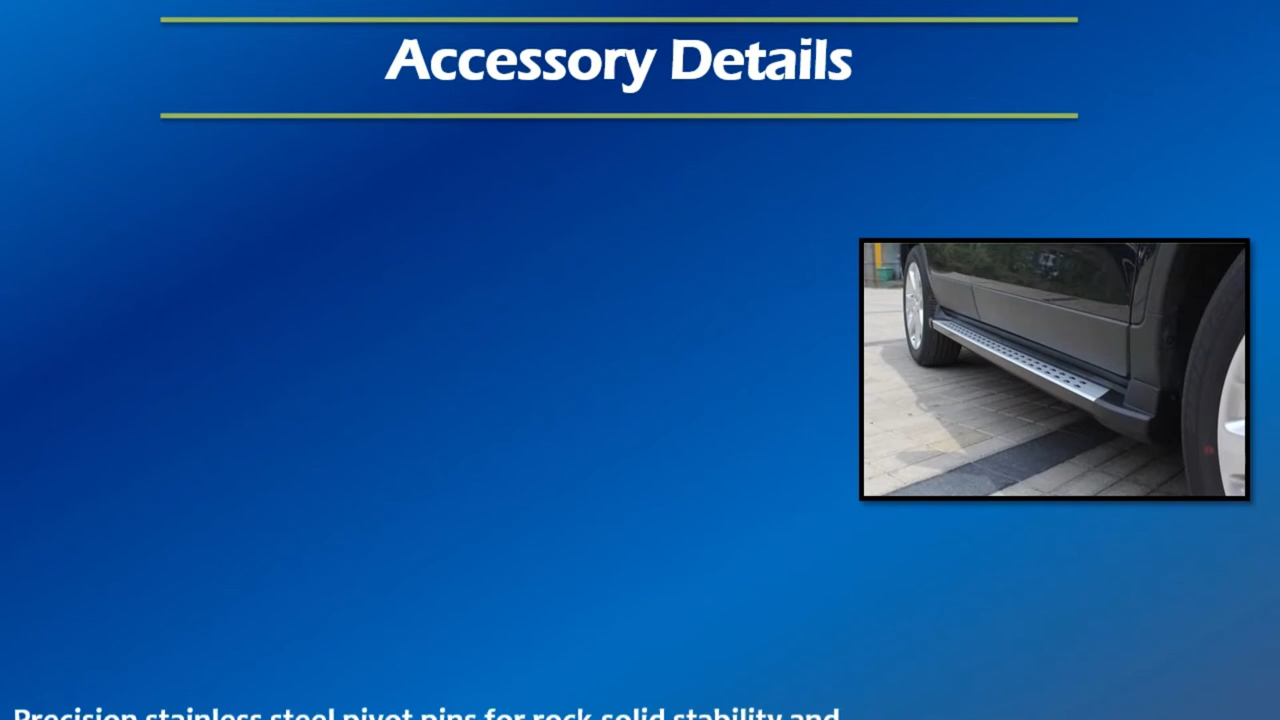 Accessory Details
Precision stainless steel pivot pins for rock-solid stability and